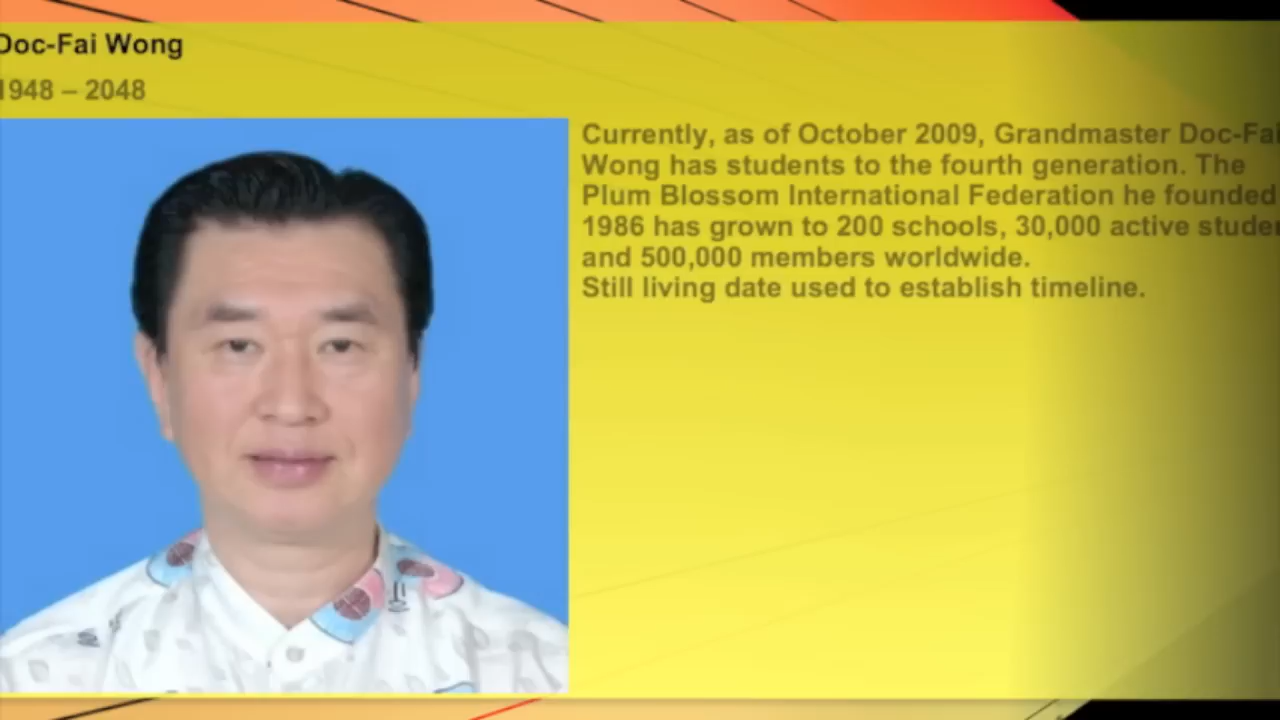 Doc-Fai Wong
1948 – 2048
Currently, as of October 2009, Grandmaster Doc-Fai
Wong has students to the fourth generation. The
Plum Blossom International Federation he founded
1986 has grown to 200 schools, 30,000 active
and 500,000 members worldwide.
Still living date used to establish timeline.